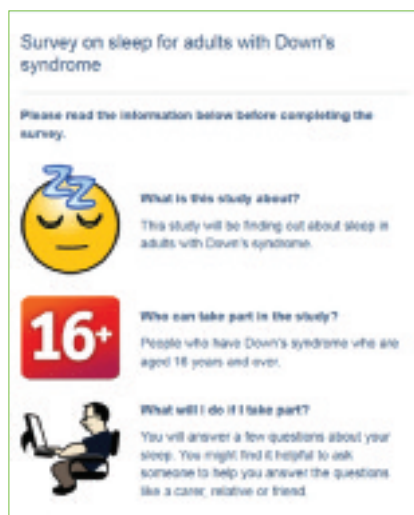 Survey on sleep for adults with Down's
syndrome
Please read the information below before completing the
survey.
ZZ
What is this study about?
This study will be finding out about sleep in
adults with Down's syndrome.
16+
Who can take part in the study?
People who have Down's syndrome who are
aged 16 years and over.
What will I do if I take part?
You will answer a few questions about your
sleep. You might find it helpful to ask
someone to help you answer the questions
like a carer, relative or friend.